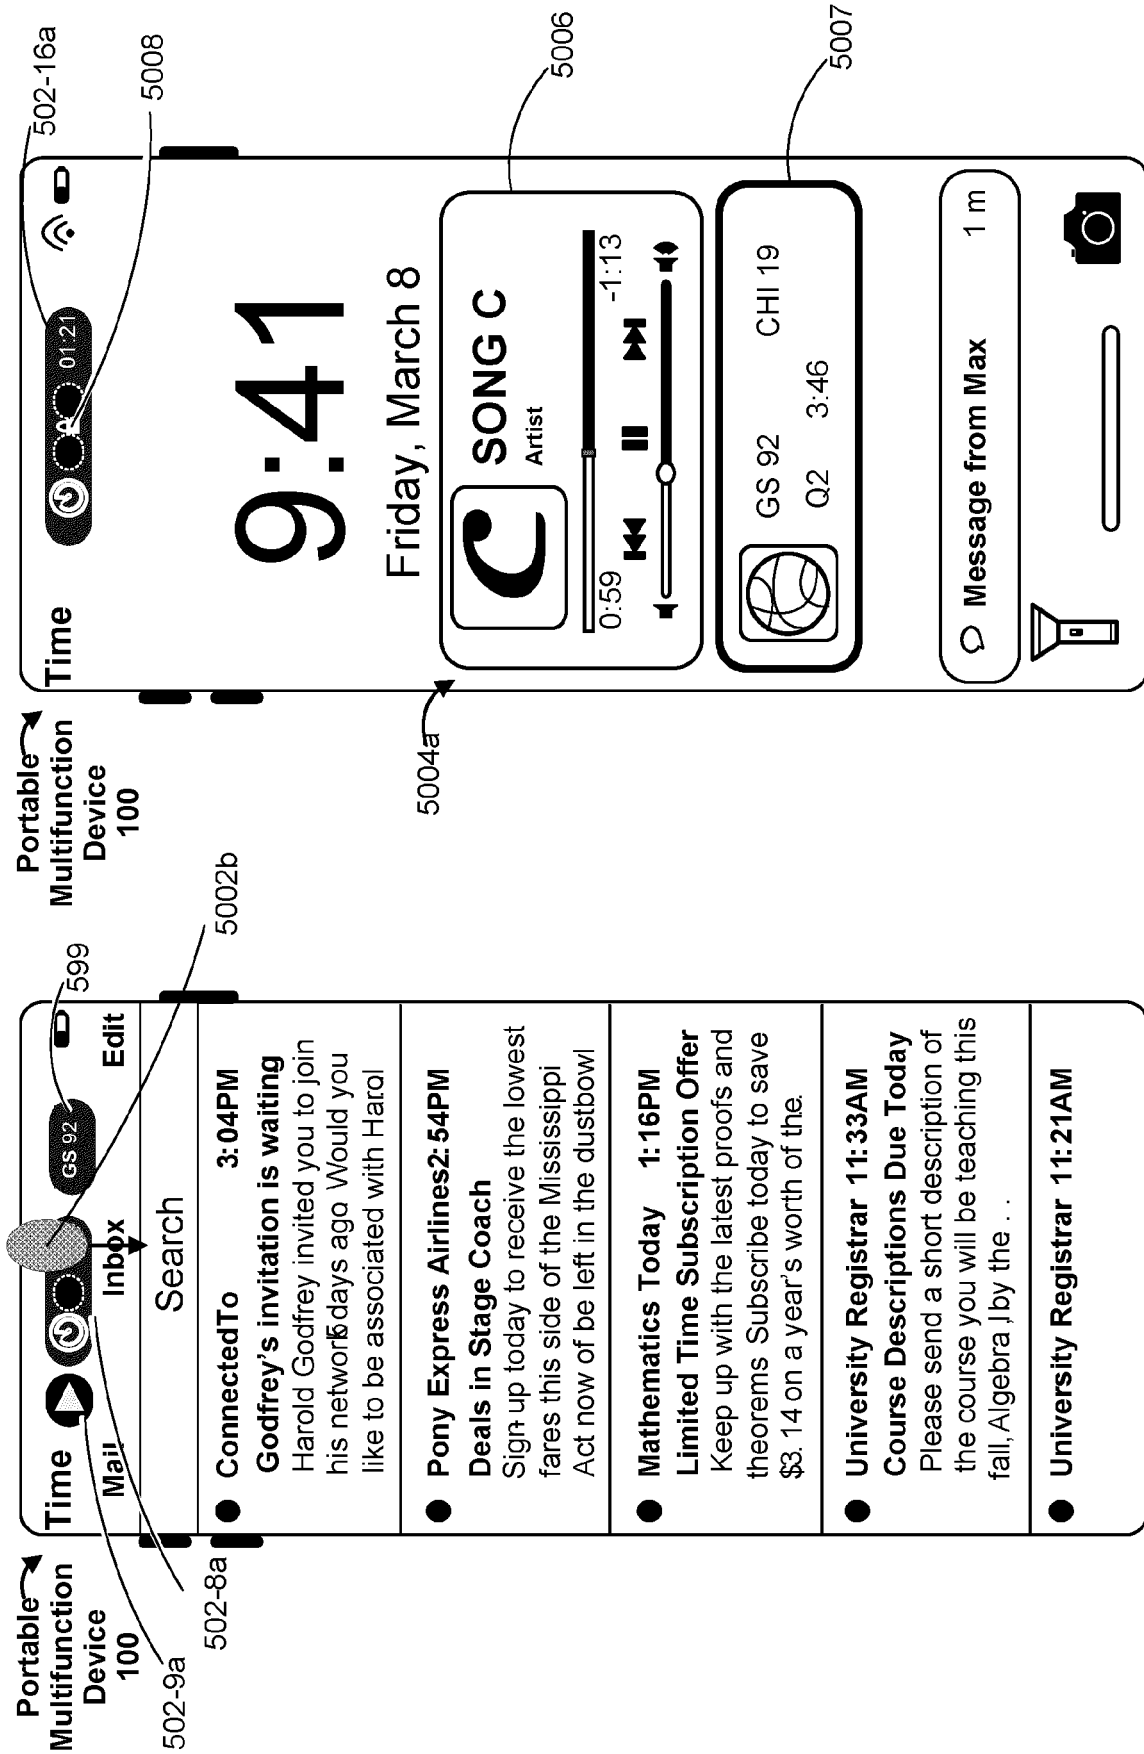 Portable
Multifunction
Device
100
502-9a
502-8a
599
5002b
Time
GS 92
Mail
Inbox
Edit
Search
ConnectedTo 3:04PM
Godfrey's invitation is waiting
Harold Godfrey invited you to join
his network 6 days ago Would you
like to be associated with Harol
Pony Express Airlines2:54PM
Deals in Stage Coach
Sign up today to receive the lowest
fares this side of the Mississippi
Act now of be left in the dustbowl
Mathematics Today 1:16PM
Limited Time Subscription Offer
Keep up with the latest proofs and
theorems Subscribe today to save
$3.14 on a year's worth of the.
University Registrar 11:33AM
Course Descriptions Due Today
Please send a short description of
the course you will be teaching this
fall, Algebra, by the . . .
University Registrar 11:21AM
Portable
Multifunction
Device
100
502-16a
5008
Time
01:21
9:41
Friday, March 8
5004a
5006
C
SONG C
Artist
0:59 -1:13
5007
GS 92 CHI 19
Q2 3:46
Message from Max 1 m